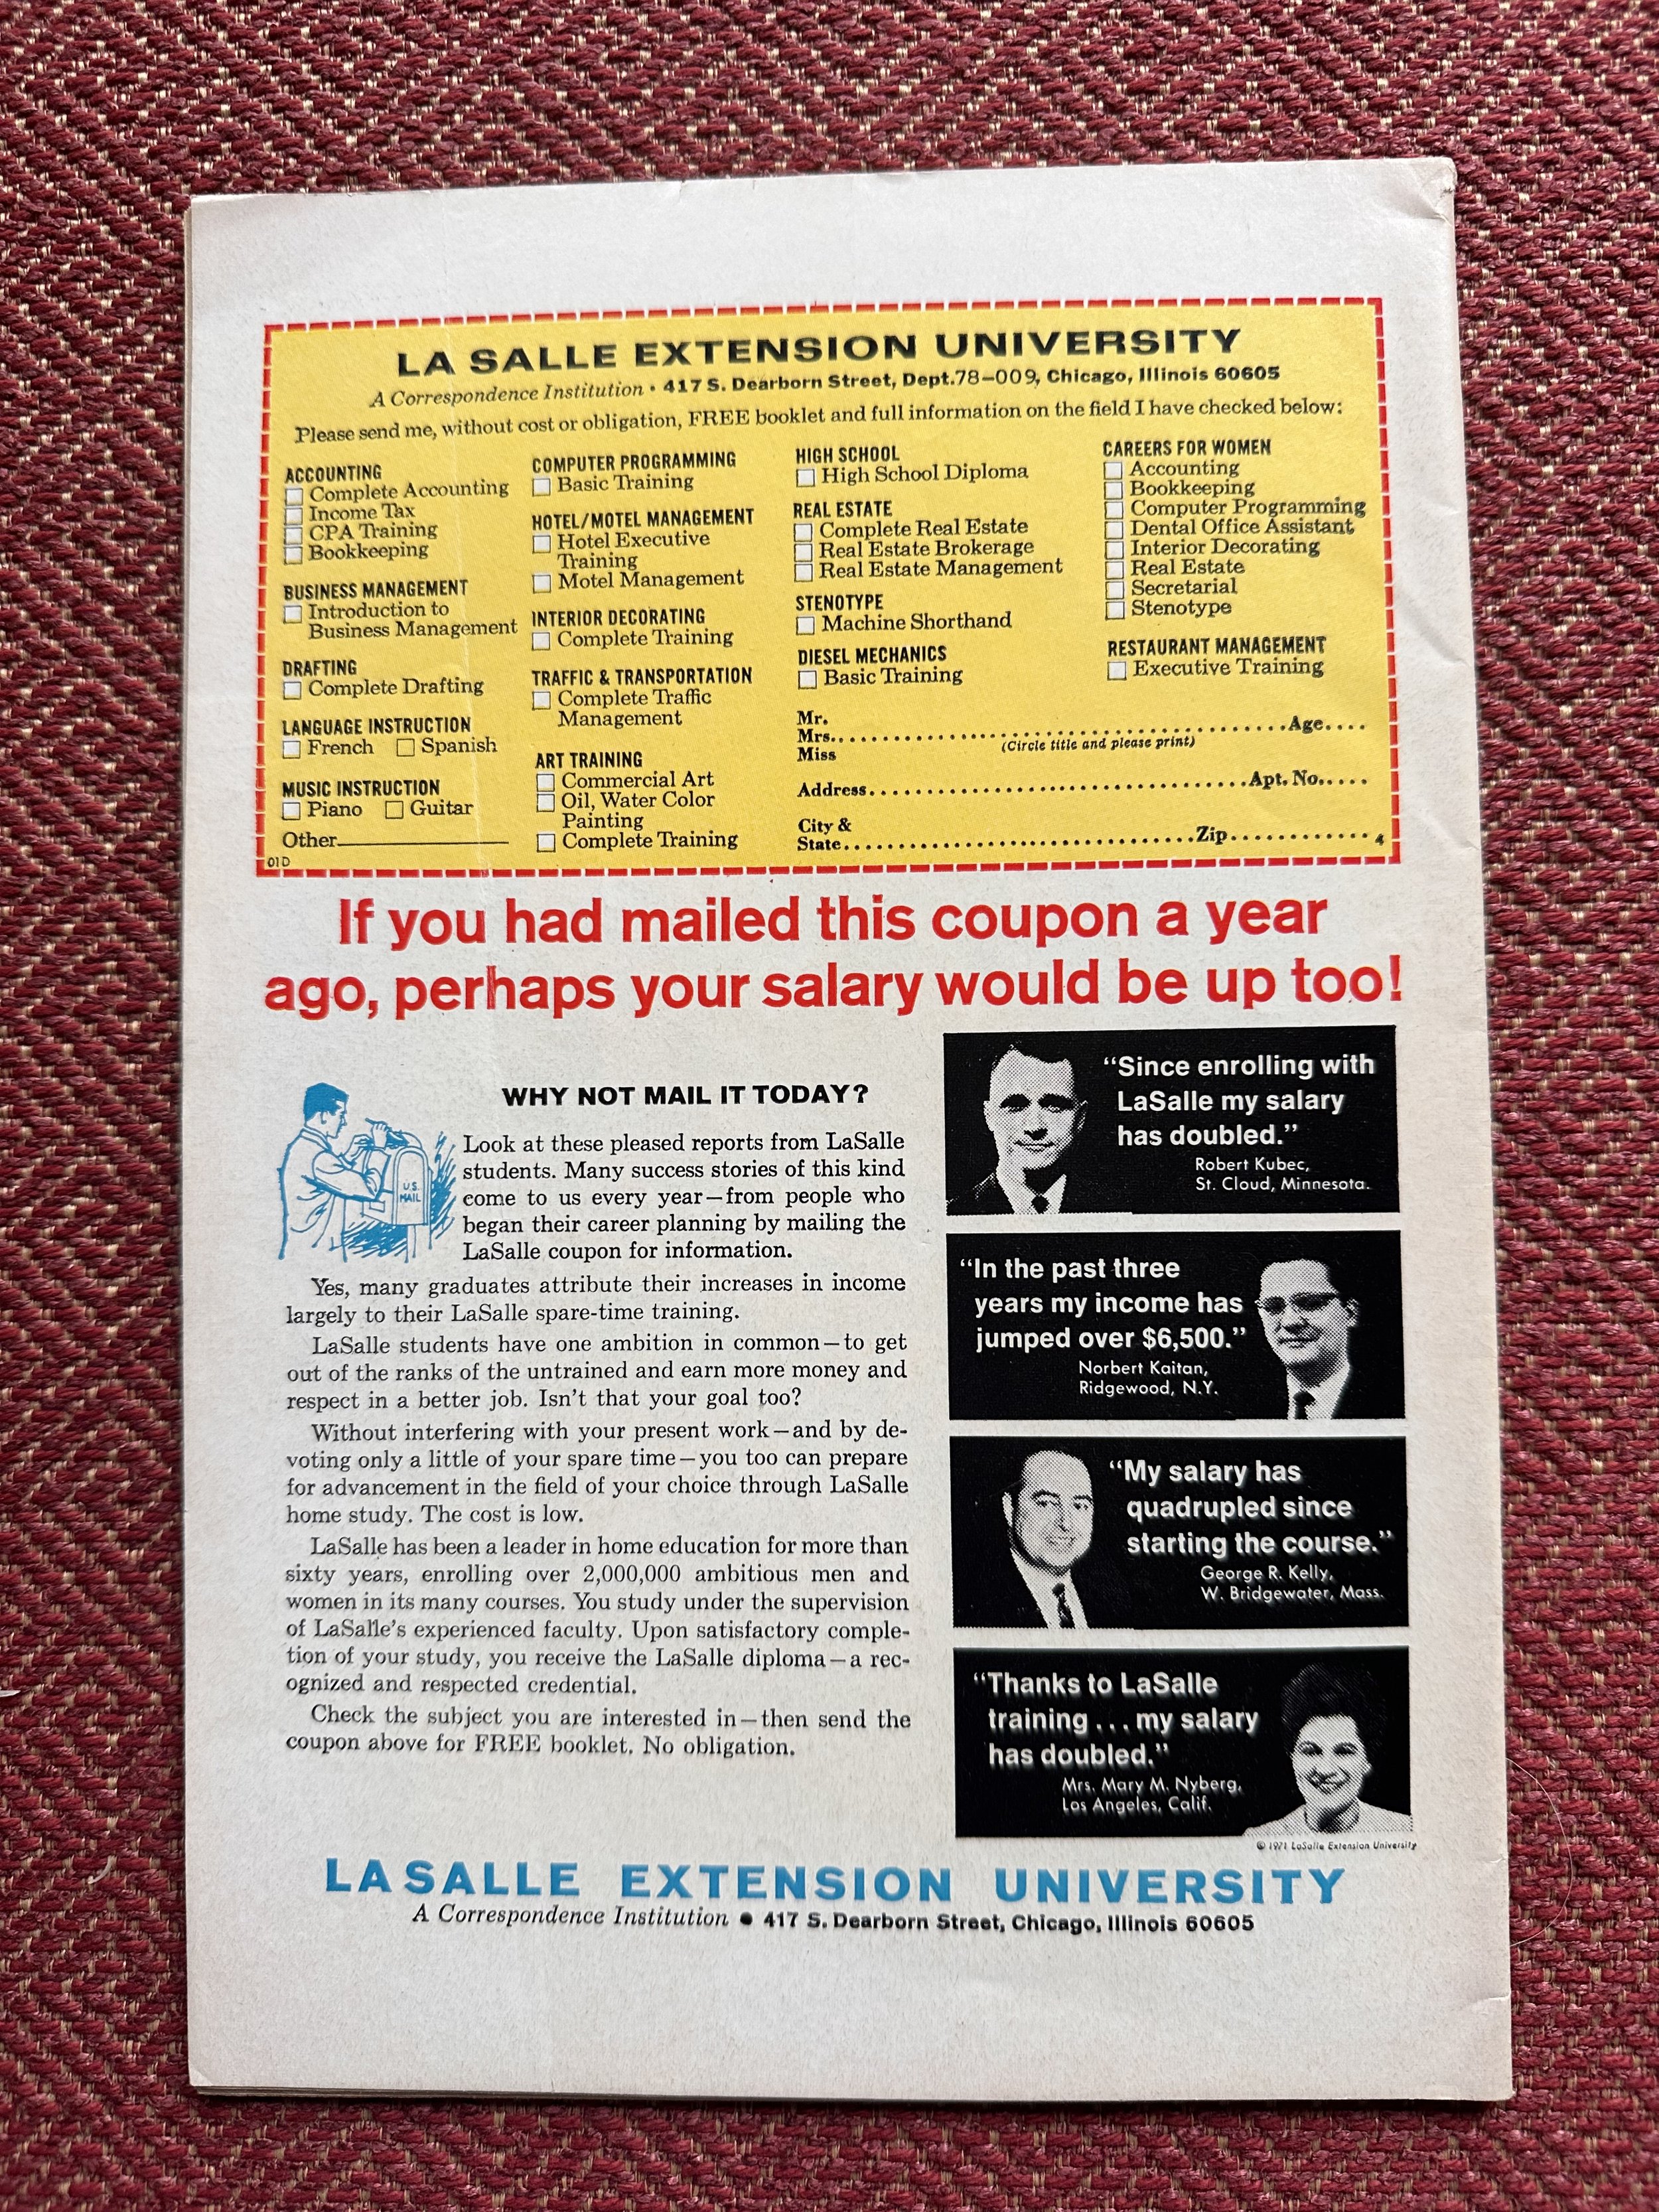 LA SALLE EXTENSION UNIVERSITY
A Correspondence Institution • 417 S. Dearborn Street, Dept. 78-009, Chicago, Illinois 60605
Please send me, without cost or obligation, FREE booklet and full information on the field I have checked below:
ACCOUNTING
Complete Accounting
Income Tax
CPA Training
Bookkeeping
BUSINESS MANAGEMENT
Introduction to
Business Management
DRAFTING
Complete Drafting
LANGUAGE INSTRUCTION
French Spanish
MUSIC INSTRUCTION
Piano Guitar
Other
01D
COMPUTER PROGRAMMING
Basic Training
HOTEL/MOTEL MANAGEMENT
Hotel Executive
Training
Motel Management
INTERIOR DECORATING
Complete Training
TRAFFIC & TRANSPORTATION
Complete Traffic
Management
ART TRAINING
Commercial Art
Oil, Water Color
Painting
Complete Training
HIGH SCHOOL
High School Diploma
REAL ESTATE
Complete Real Estate
Real Estate Brokerage
Real Estate Management
STENOTYPE
Machine Shorthand
DIESEL MECHANICS
Basic Training
CAREERS FOR WOMEN
Accounting
Bookkeeping
Computer Programming
Dental Office Assistant
Interior Decorating
Real Estate
Secretarial
Stenotype
RESTAURANT MANAGEMENT
Executive Training
Mr.
Mrs. Age
Miss (Circle title and please print)
Address Apt. No.
City &
State Zip 4
If you had mailed this coupon a year
ago, perhaps your salary would be up too!
WHY NOT MAIL IT TODAY?
U.S.
MAIL
Look at these pleased reports from LaSalle
students. Many success stories of this kind
come to us every year—from people who
began their career planning by mailing the
LaSalle coupon for information.
Yes, many graduates attribute their increases in income
largely to their LaSalle spare-time training.
LaSalle students have one ambition in common—to get
out of the ranks of the untrained and earn more money and
respect in a better job. Isn't that your goal too?
Without interfering with your present work—and by de-
voting only a little of your spare time—you too can prepare
for advancement in the field of your choice through LaSalle
home study. The cost is low.
LaSalle has been a leader in home education for more than
sixty years, enrolling over 2,000,000 ambitious men and
women in its many courses. You study under the supervision
of LaSalle's experienced faculty. Upon satisfactory comple-
tion of your study, you receive the LaSalle diploma—a rec-
ognized and respected credential.
Check the subject you are interested in—then send the
coupon above for FREE booklet. No obligation.
"Since enrolling with
LaSalle my salary
has doubled."
Robert Kubec,
St. Cloud, Minnesota.
"In the past three
years my income has
jumped over $6,500."
Norbert Kaitan,
Ridgewood, N.Y.
"My salary has
quadrupled since
starting the course."
George R. Kelly,
W. Bridgewater, Mass.
"Thanks to LaSalle
training . . . my salary
has doubled."
Mrs. Mary M. Nyberg,
Los Angeles, Calif.
© 1971 LaSalle Extension University
LASALLE EXTENSION UNIVERSITY
A Correspondence Institution • 417 S. Dearborn Street, Chicago, Illinois 60605